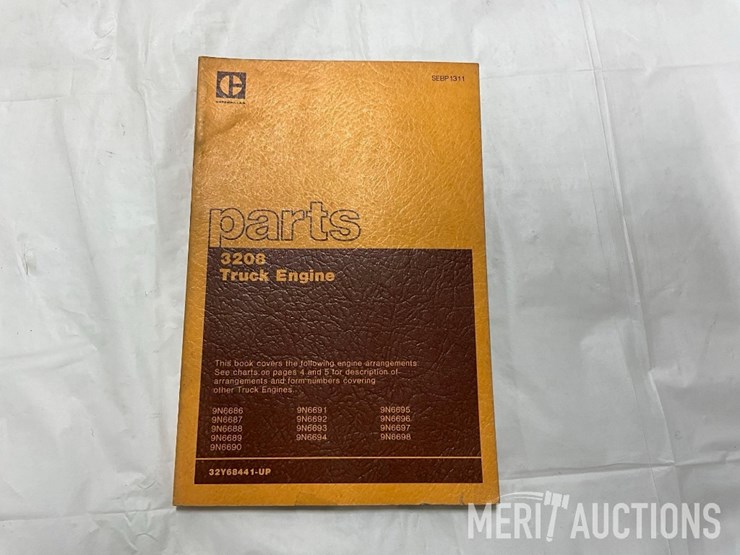 SEBP1311
CATERPILLAR
parts
3208
Truck Engine
This book covers the following engine arrangements:
See charts on pages 4 and 5 for description of
arrangements and form numbers covering
other Truck Engines.
9N6686 9N6691 9N6695
9N6687 9N6692 9N6696
9N6688 9N6693 9N6697
9N6689 9N6694 9N6698
9N6690
32Y68441-UP
MERIT AUCTIONS